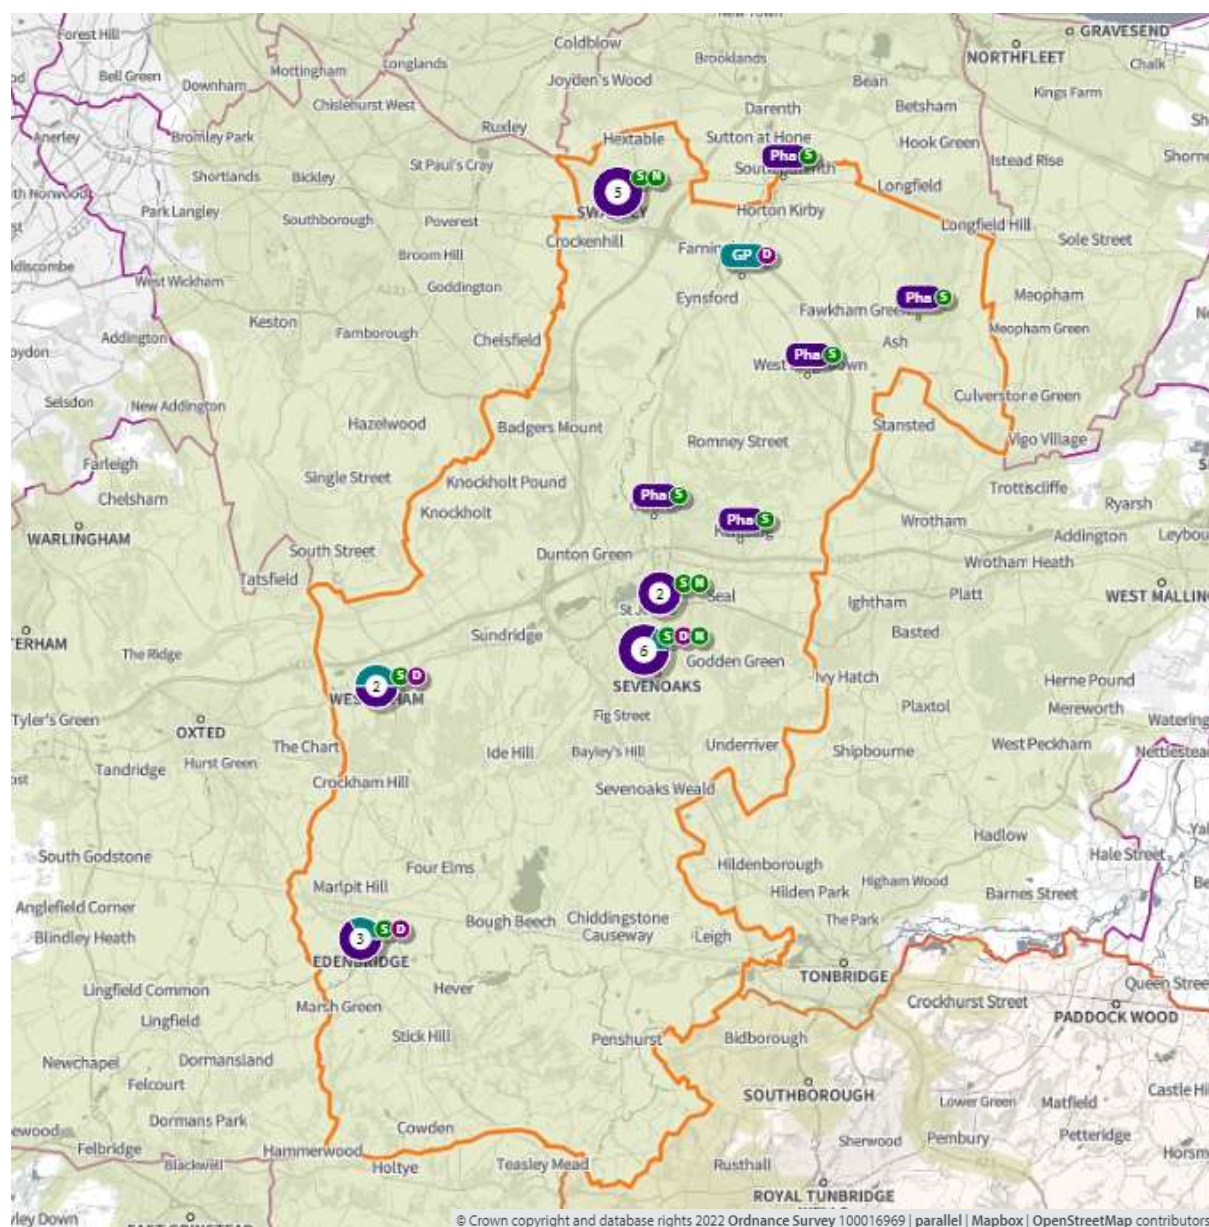 Forest Hill
Coldblow
GRAVESEND
NORTHFLEET
Bell Green
Mottingham
Longlands
Brooklands
Chalk
Downham
Joyden's Wood
Bean
Kings Farm
Chislehurst West
Darenth
Betsham
Anerley
Bromley Park
Ruxley
Hextable
Sutton at Hone
Hook Green
St Paul's Cray
Pha S
Istead Rise
Shortlands
Bickley
5 S N
Longfield
Park Langley
Southborough
Poverest
Horton Kirby
Longfield Hill
Crockenhill
Sole Street
Broom Hill
GP D
West Wickham
Goddington
Eynsford
Pha S
Meopham
Keston
Farnborough
Fawkham Green
Addington
Chelsfield
Ash
Meopham Green
Pha S
Selsdon
New Addington
Culverstone Green
Hazelwood
Badgers Mount
Stansted
Romney Street
Vigo Village
Farleigh
Single Street
Knockholt Pound
Trottiscliffe
Chelsham
Pha S
Ryarsh
Knockholt
Pha S
Wrotham
WARLINGHAM
Addington
South Street
Dunton Green
Wrotham Heath
Tatsfield
2 S N
Seal
Ightham
Platt
WEST MALLING
Sundridge
6 S D N
Basted
The Ridge
Godden Green
2 S D
SEVENOAKS
Ivy Hatch
Herne Pound
Tyler's Green
Fig Street
Plaxtol
Mereworth
OXTED
The Chart
Ide Hill
Bayley's Hill
Underriver
Shipbourne
West Peckham
Tandridge
Hurst Green
Crockham Hill
Sevenoaks Weald
Hadlow
South Godstone
Four Elms
Hildenborough
Hale Street
Marlpit Hill
Hilden Park
Higham Wood
Barnes Street
Anglefield Corner
Bough Beech
Chiddingstone
Causeway
The Park
Blindley Heath
3 S D
Leigh
EDENBRIDGE
TONBRIDGE
Lingfield Common
Hever
Queen Stree
Marsh Green
Crockhurst Street
Lingfield
PADDOCK WOOD
Stick Hill
Penshurst
Bidborough
Newchapel
Dormansland
Felcourt
SOUTHBOROUGH
Lower Green
Matfield
Castle Hi
Dormans Park
Cowden
Sherwood
Pembury
Petteridge
Felbridge
Hammerwood
Blackwell
Holtye
Teasley Mead
Rusthall
Horsm
ROYAL TUNBRIDGE
© Crown copyright and database rights 2022 Ordnance Survey 100016969 | parallel | Mapbox | OpenStreetMap contributors